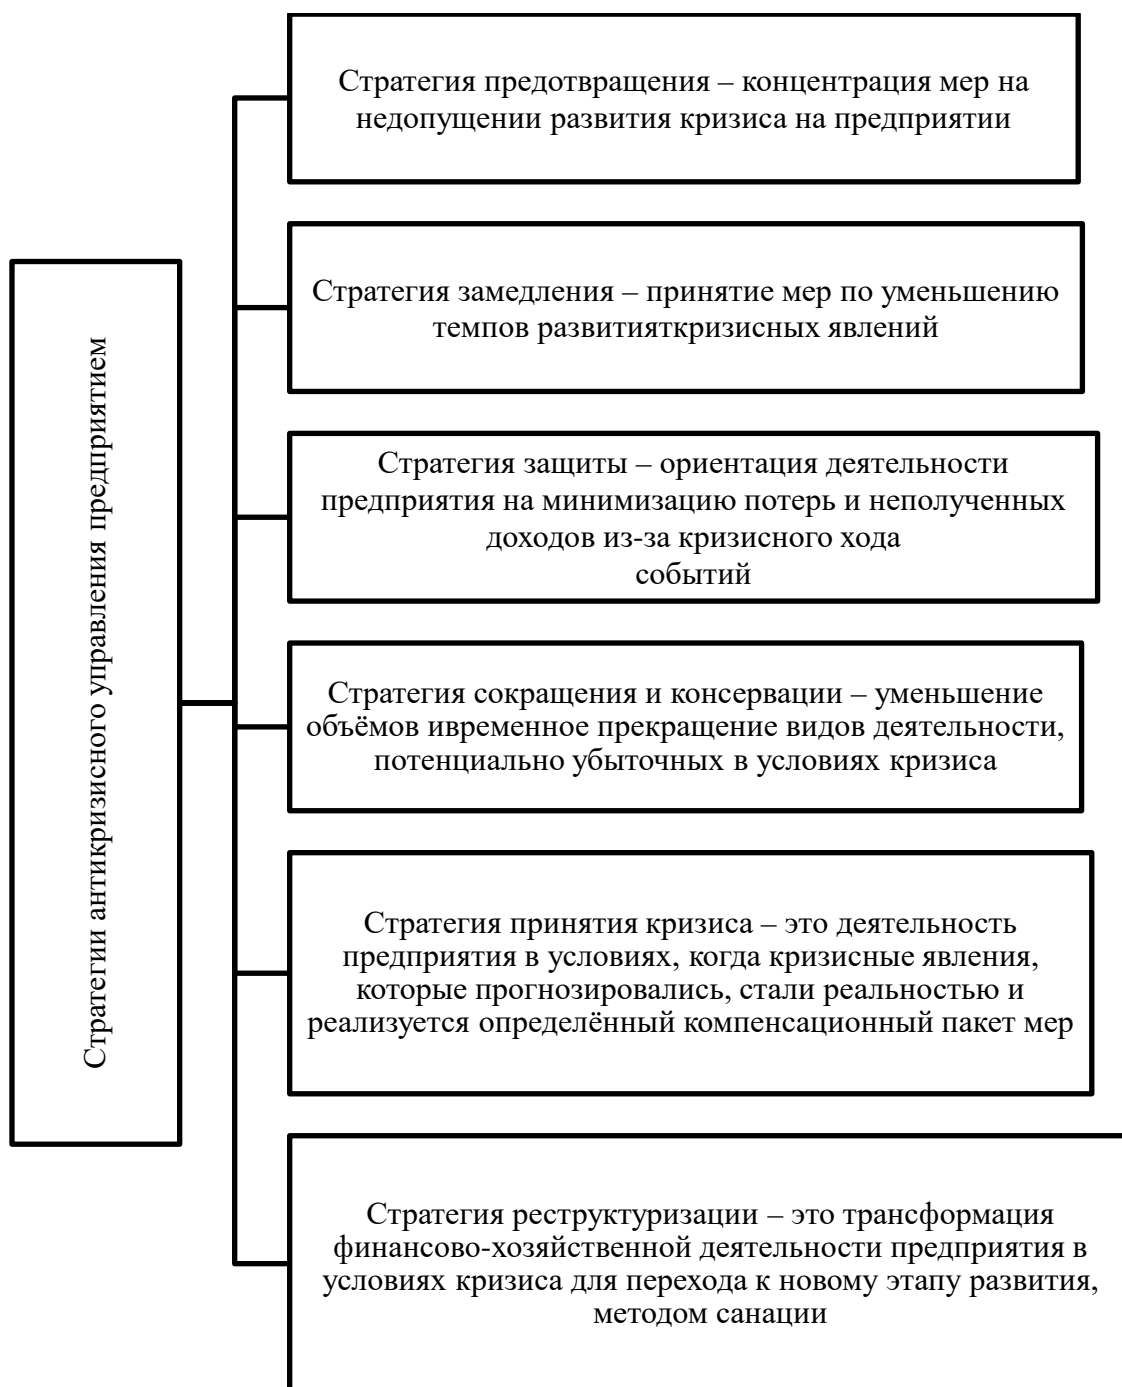 Стратегии антикризисного управления предприятием
Стратегия предотвращения – концентрация мер на
недопущении развития кризиса на предприятии
Стратегия замедления – принятие мер по уменьшению
темпов развитияткризисных явлений
Стратегия защиты – ориентация деятельности
предприятия на минимизацию потерь и неполученных
доходов из-за кризисного хода
событий
Стратегия сокращения и консервации – уменьшение
объёмов ивременное прекращение видов деятельности,
потенциально убыточных в условиях кризиса
Стратегия принятия кризиса – это деятельность
предприятия в условиях, когда кризисные явления,
которые прогнозировались, стали реальностью и
реализуется определённый компенсационный пакет мер
Стратегия реструктуризации – это трансформация
финансово-хозяйственной деятельности предприятия в
условиях кризиса для перехода к новому этапу развития,
методом санации